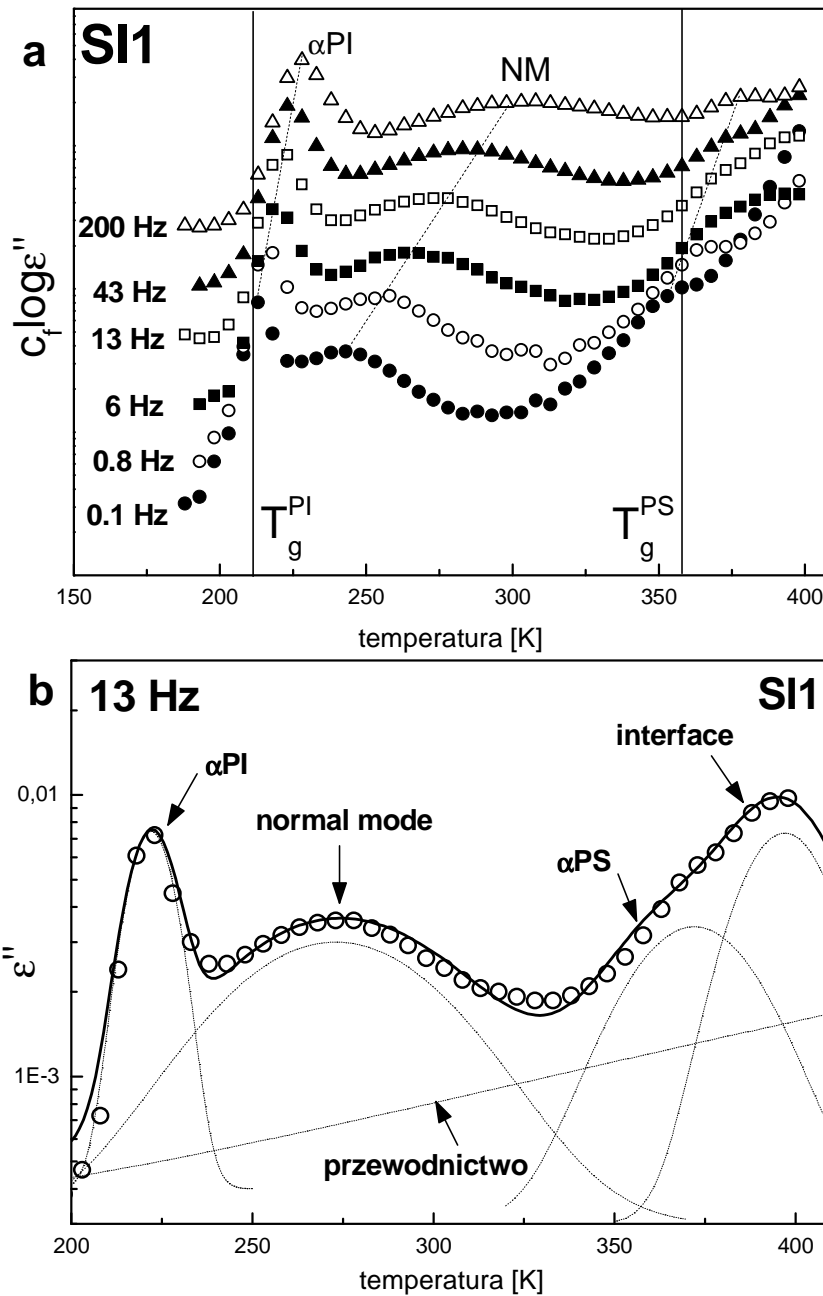 a SI1
αPI
NM
200 Hz
43 Hz
13 Hz
6 Hz
0.8 Hz
0.1 Hz
c_f logε''
T_g^PI
T_g^PS
150 200 250 300 350 400
temperatura [K]
b 13 Hz SI1
interface
αPI
0,01
normal mode
αPS
ε''
1E-3
przewodnictwo
200 250 300 350 400
temperatura [K]